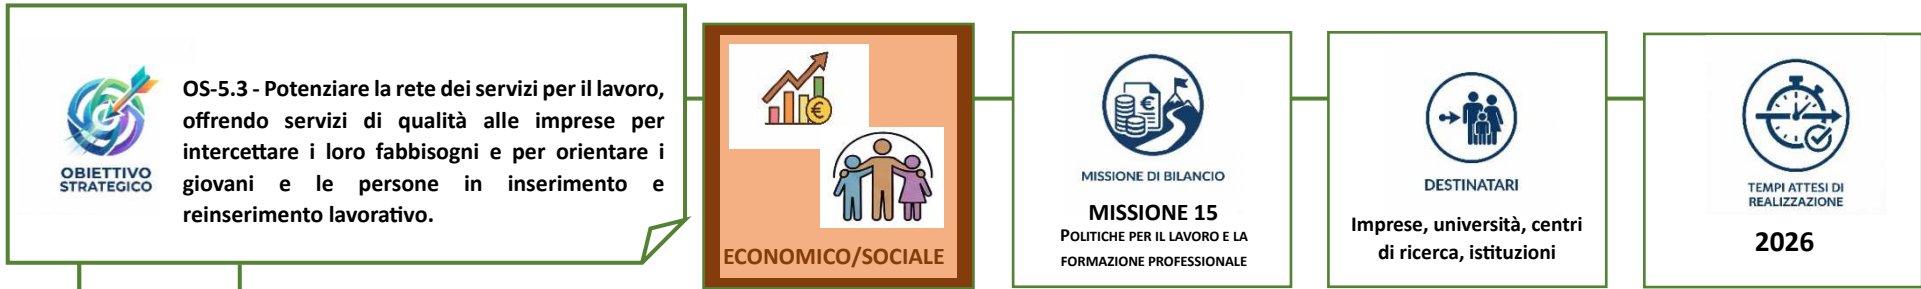 OBIETTIVO
STRATEGICO
OS-5.3 - Potenziare la rete dei servizi per il lavoro,
offrendo servizi di qualità alle imprese per
intercettare i loro fabbisogni e per orientare i
giovani e le persone in inserimento e
reinserimento lavorativo.
ECONOMICO/SOCIALE
MISSIONE DI BILANCIO
MISSIONE 15
POLITICHE PER IL LAVORO E LA
FORMAZIONE PROFESSIONALE
DESTINATARI
Imprese, università, centri
di ricerca, istituzioni
TEMPI ATTESI DI
REALIZZAZIONE
2026